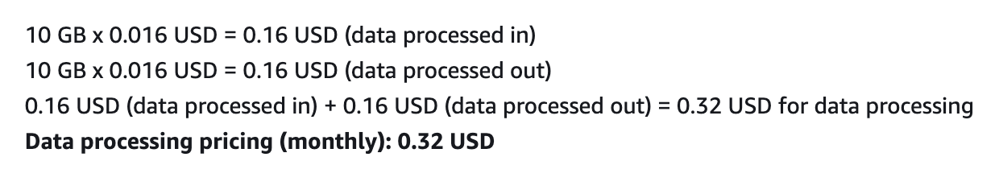 10 GB x 0.016 USD = 0.16 USD (data processed in)
10 GB x 0.016 USD = 0.16 USD (data processed out)
0.16 USD (data processed in) + 0.16 USD (data processed out) = 0.32 USD for data processing
Data processing pricing (monthly): 0.32 USD